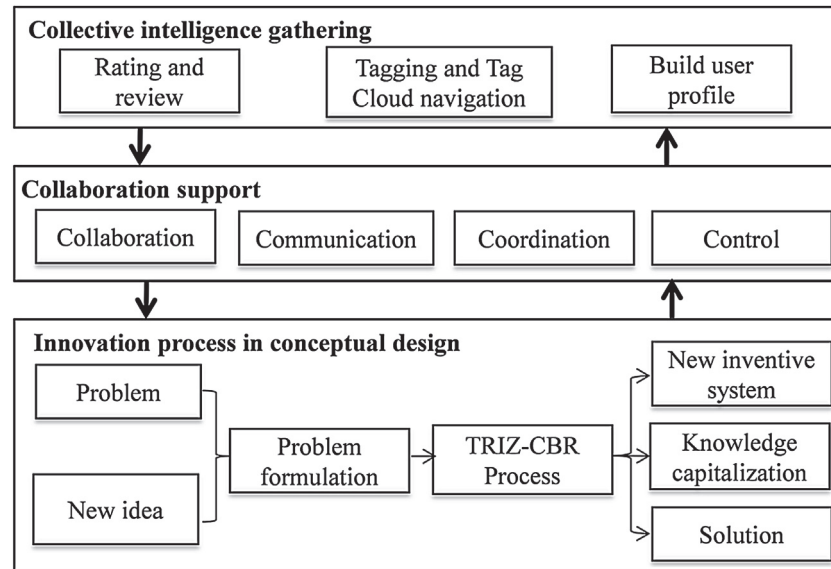 Collective intelligence gathering
Rating and
review
Tagging and Tag
Cloud navigation
Build user
profile
Collaboration support
Collaboration
Communication
Coordination
Control
Innovation process in conceptual design
Problem
New idea
Problem
formulation
TRIZ-CBR
Process
New inventive
system
Knowledge
capitalization
Solution